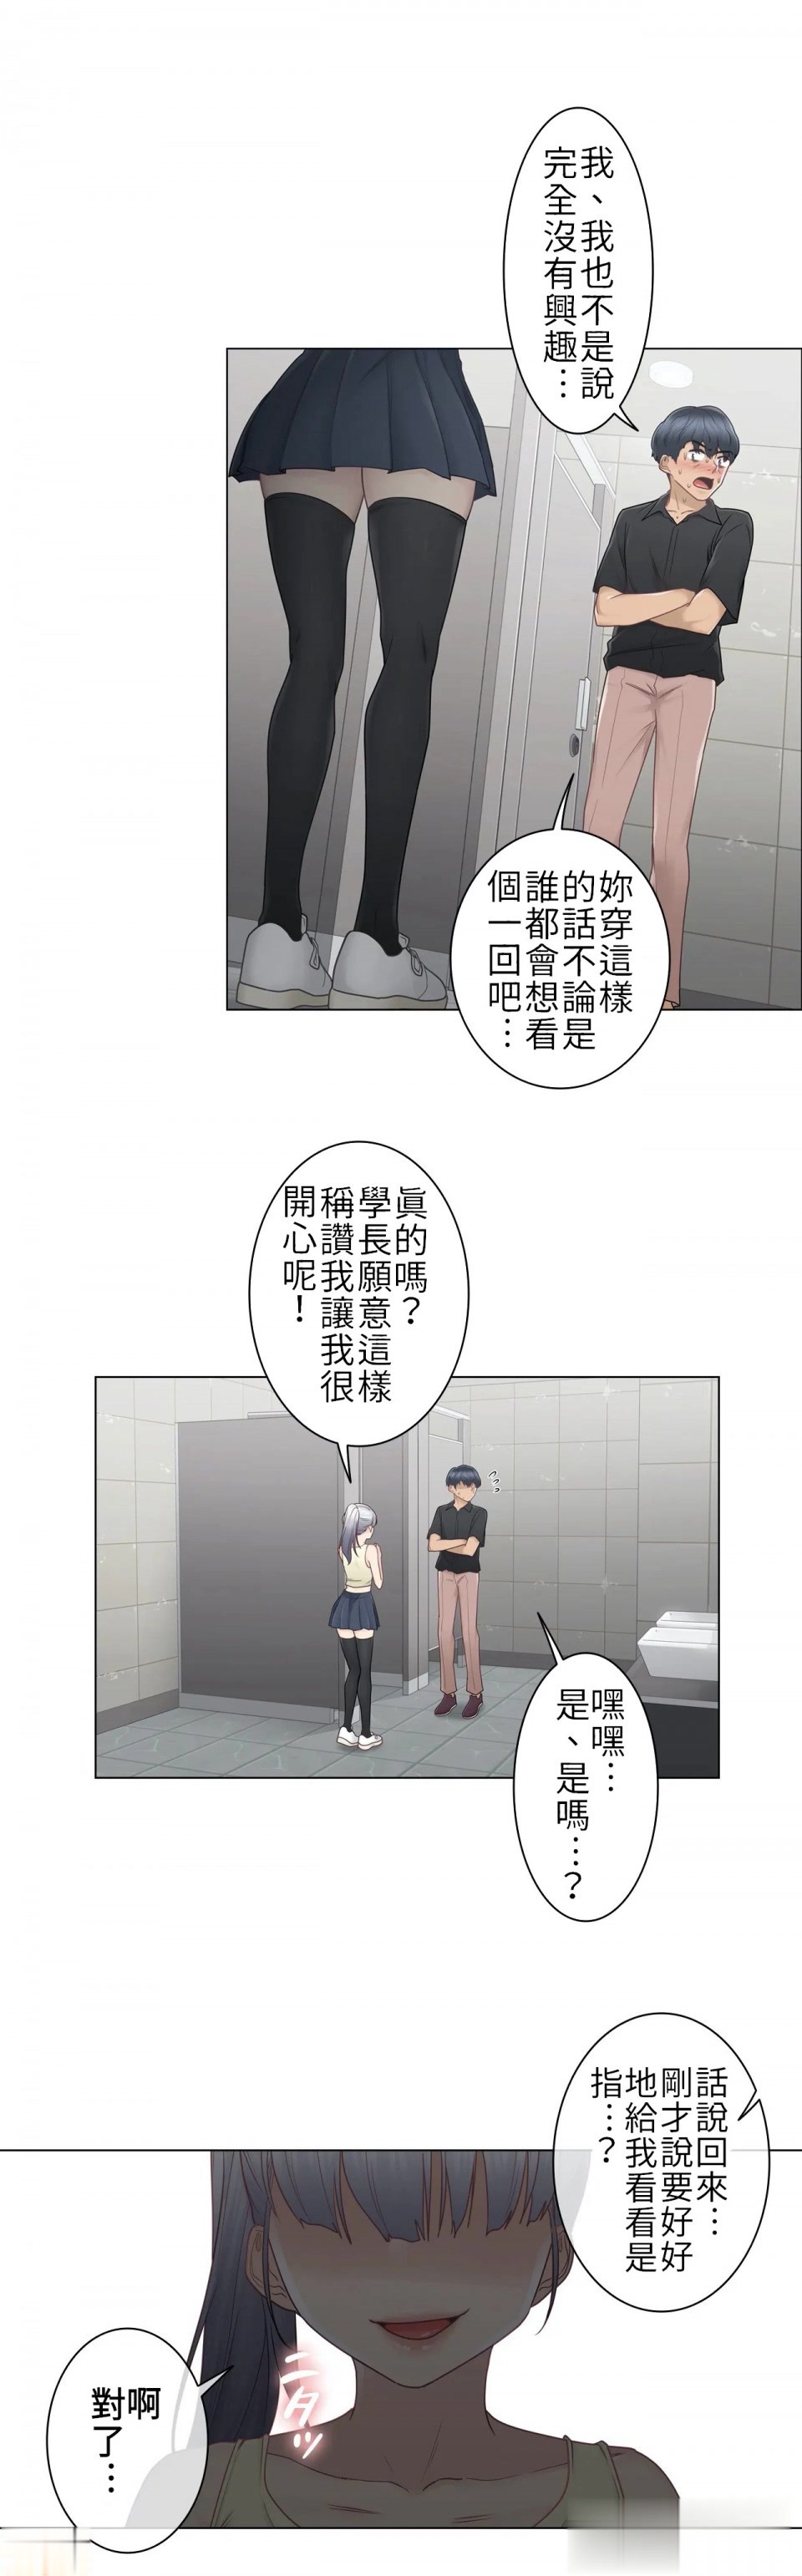 我、我也不是說
完全沒有興趣…
妳穿這樣
的話不論是
誰都會想看
個一回吧…
眞的嗎？
學長願意這樣
稱讚我讓我很
開心呢！
嘿嘿…
是、是嗎…？
話說回來…
剛才說要好好
地給我看看是
指…？
ニタッ
啊
對了…